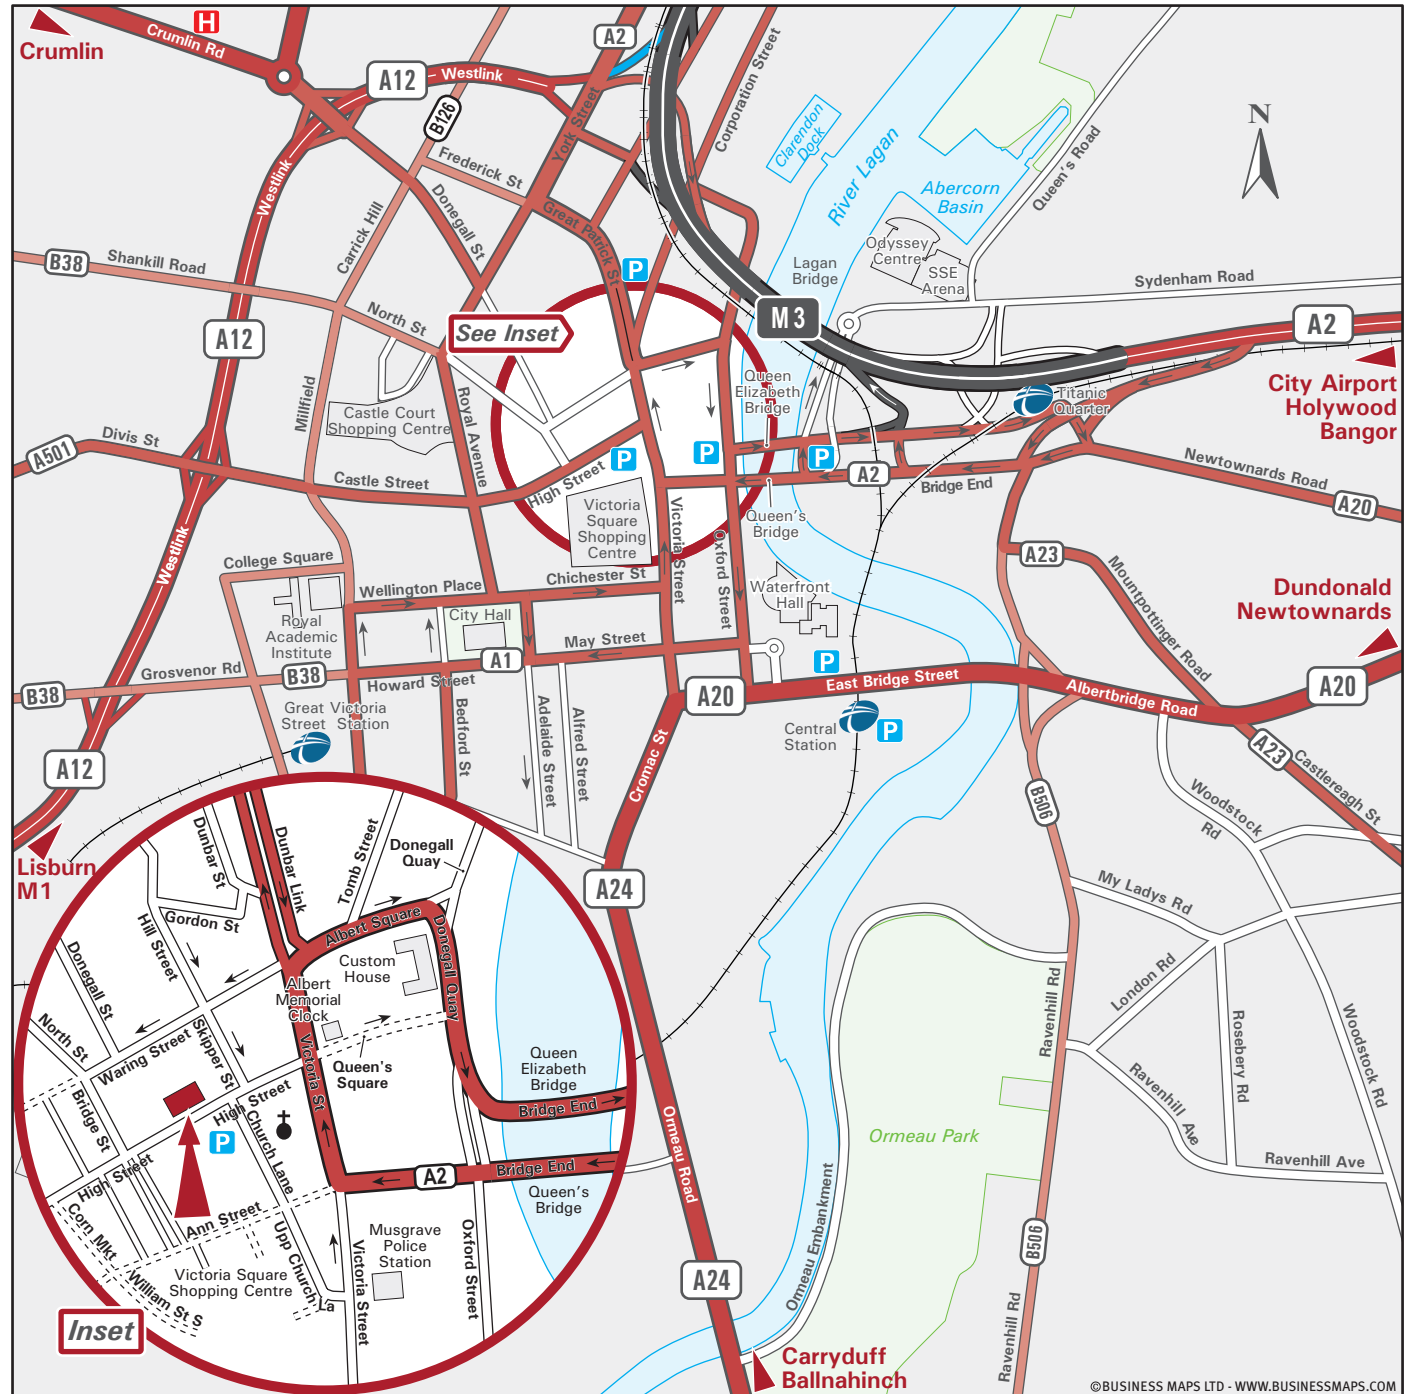 Crumlin
H
Crumlin Rd
A12
Westlink
A2
B126
York Street
Corporation Street
Clarendon
Dock
River Lagan
Abercorn
Basin
Queen's Road
N
Frederick St
Donegall St
Great Patrick St
Westlink
Carrick Hill
B38
Shankill Road
Odyssey
Centre
SSE
Arena
Lagan
Bridge
Sydenham Road
P
M3
A2
A12
North St
See Inset
City Airport
Holywood
Bangor
Queen
Elizabeth
Bridge
Titanic
Quarter
Millfield
Castle Court
Shopping Centre
Royal Avenue
A501
Divis St
Castle Street
High Street
P
P
P
A2
Bridge End
Newtownards Road
A20
Victoria
Square
Shopping
Centre
Victoria Street
Oxford Street
Queen's
Bridge
Westlink
College Square
Wellington Place
Chichester St
A23
Mountpottinger Road
Dundonald
Newtownards
Waterfront
Hall
Royal
Academic
Institute
City Hall
May Street
A1
Grosvenor Rd
B38
B38
Howard Street
P
A20
East Bridge Street
Albertbridge Road
A20
Great Victoria
Street Station
Bedford St
Adelaide Street
Alfred Street
Cromac St
Central
Station
P
A23
Castlereagh St
A12
B506
Woodstock
Rd
Lisburn
M1
A24
My Ladys Rd
London Rd
Ravenhill Rd
Rosebery Rd
Woodstock Rd
Ravenhill
Ave
Ravenhill Ave
Ormeau Park
Ormeau Road
Ormeau Embankment
B506
A24
Ravenhill Rd
Carryduff
Ballnahinch
Dunbar St
Dunbar Link
Tomb Street
Donegall
Quay
Gordon St
Hill Street
Albert Square
Donegall Quay
Custom
House
Donegall St
Albert
Memorial
Clock
North St
Waring Street
Skipper St
Victoria St
Queen's
Square
Queen
Elizabeth
Bridge
Bridge End
Bridge St
High Street
Church Lane
P
High Street
A2
Bridge End
Queen's
Bridge
Ann Street
Corn Mkt
William St S
Upp Church La
Victoria Square
Shopping Centre
Musgrave
Police
Station
Victoria Street
Oxford Street
Inset
©BUSINESS MAPS LTD - WWW.BUSINESSMAPS.COM